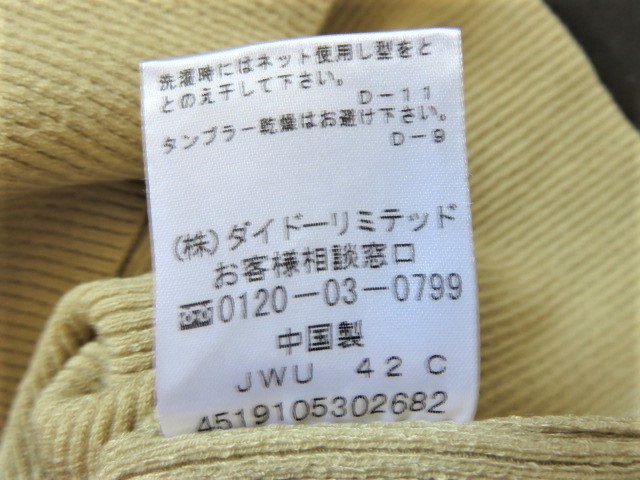 洗濯時にはネット使用し型をと
とのえ干して下さい。
D-11
タンブラー乾燥はお避け下さい。
D-9
(株)ダイドーリミテッド
お客様相談窓口
0120-03-0799
中国製
JWU 42 C
4519105302682